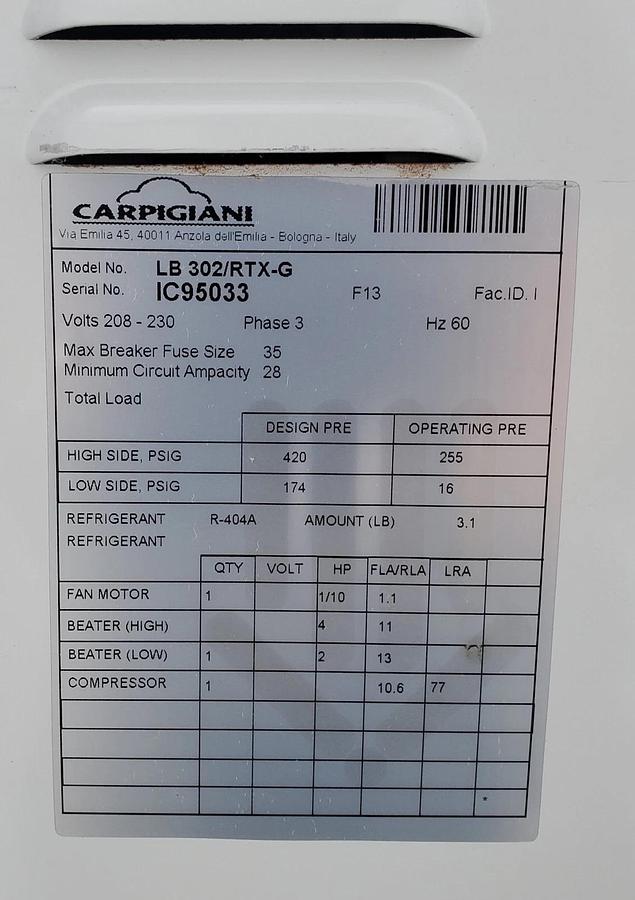 CARPIGIANI
Via Emilia 45, 40011 Anzola dell'Emilia - Bologna - Italy
Model No. LB 302/RTX-G
Serial No. IC95033 F13 Fac.ID. I
Volts 208 - 230 Phase 3 Hz 60
Max Breaker Fuse Size 35
Minimum Circuit Ampacity 28
Total Load
DESIGN PRE OPERATING PRE
HIGH SIDE, PSIG 420 255
LOW SIDE, PSIG 174 16
REFRIGERANT R-404A AMOUNT (LB) 3.1
REFRIGERANT
QTY VOLT HP FLA/RLA LRA
FAN MOTOR 1 1/10 1.1
BEATER (HIGH) 4 11
BEATER (LOW) 1 2 13
COMPRESSOR 1 10.6 77
*